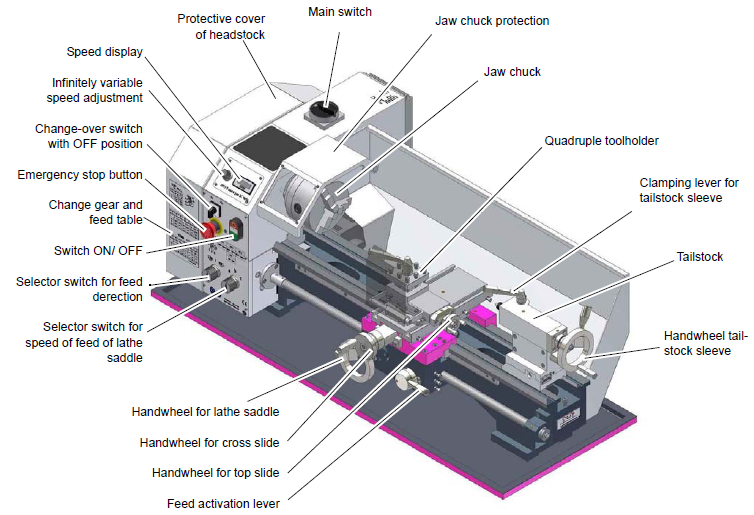 Main switch
Protective cover
of headstock
Jaw chuck protection
Speed display
Jaw chuck
Infinitely variable
speed adjustment
Change-over switch
with OFF position
Quadruple toolholder
Emergency stop button
Clamping lever for
tailstock sleeve
Change gear and
feed table
Switch ON/ OFF
Tailstock
Selector switch for feed
derection
Selector switch for
speed of feed of lathe
saddle
Handwheel tail-
stock sleeve
Handwheel for lathe saddle
Handwheel for cross slide
Handwheel for top slide
Feed activation lever